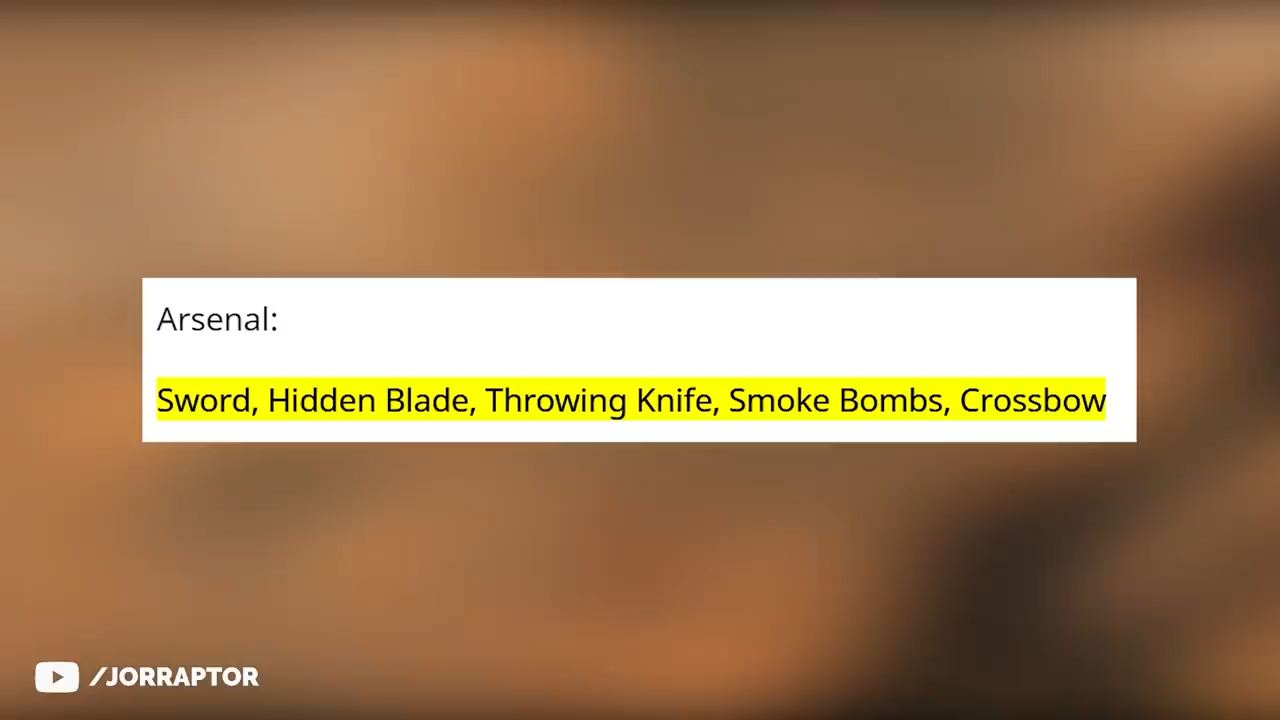 Arsenal:
Sword, Hidden Blade, Throwing Knife, Smoke Bombs, Crossbow
/JORRAPTOR